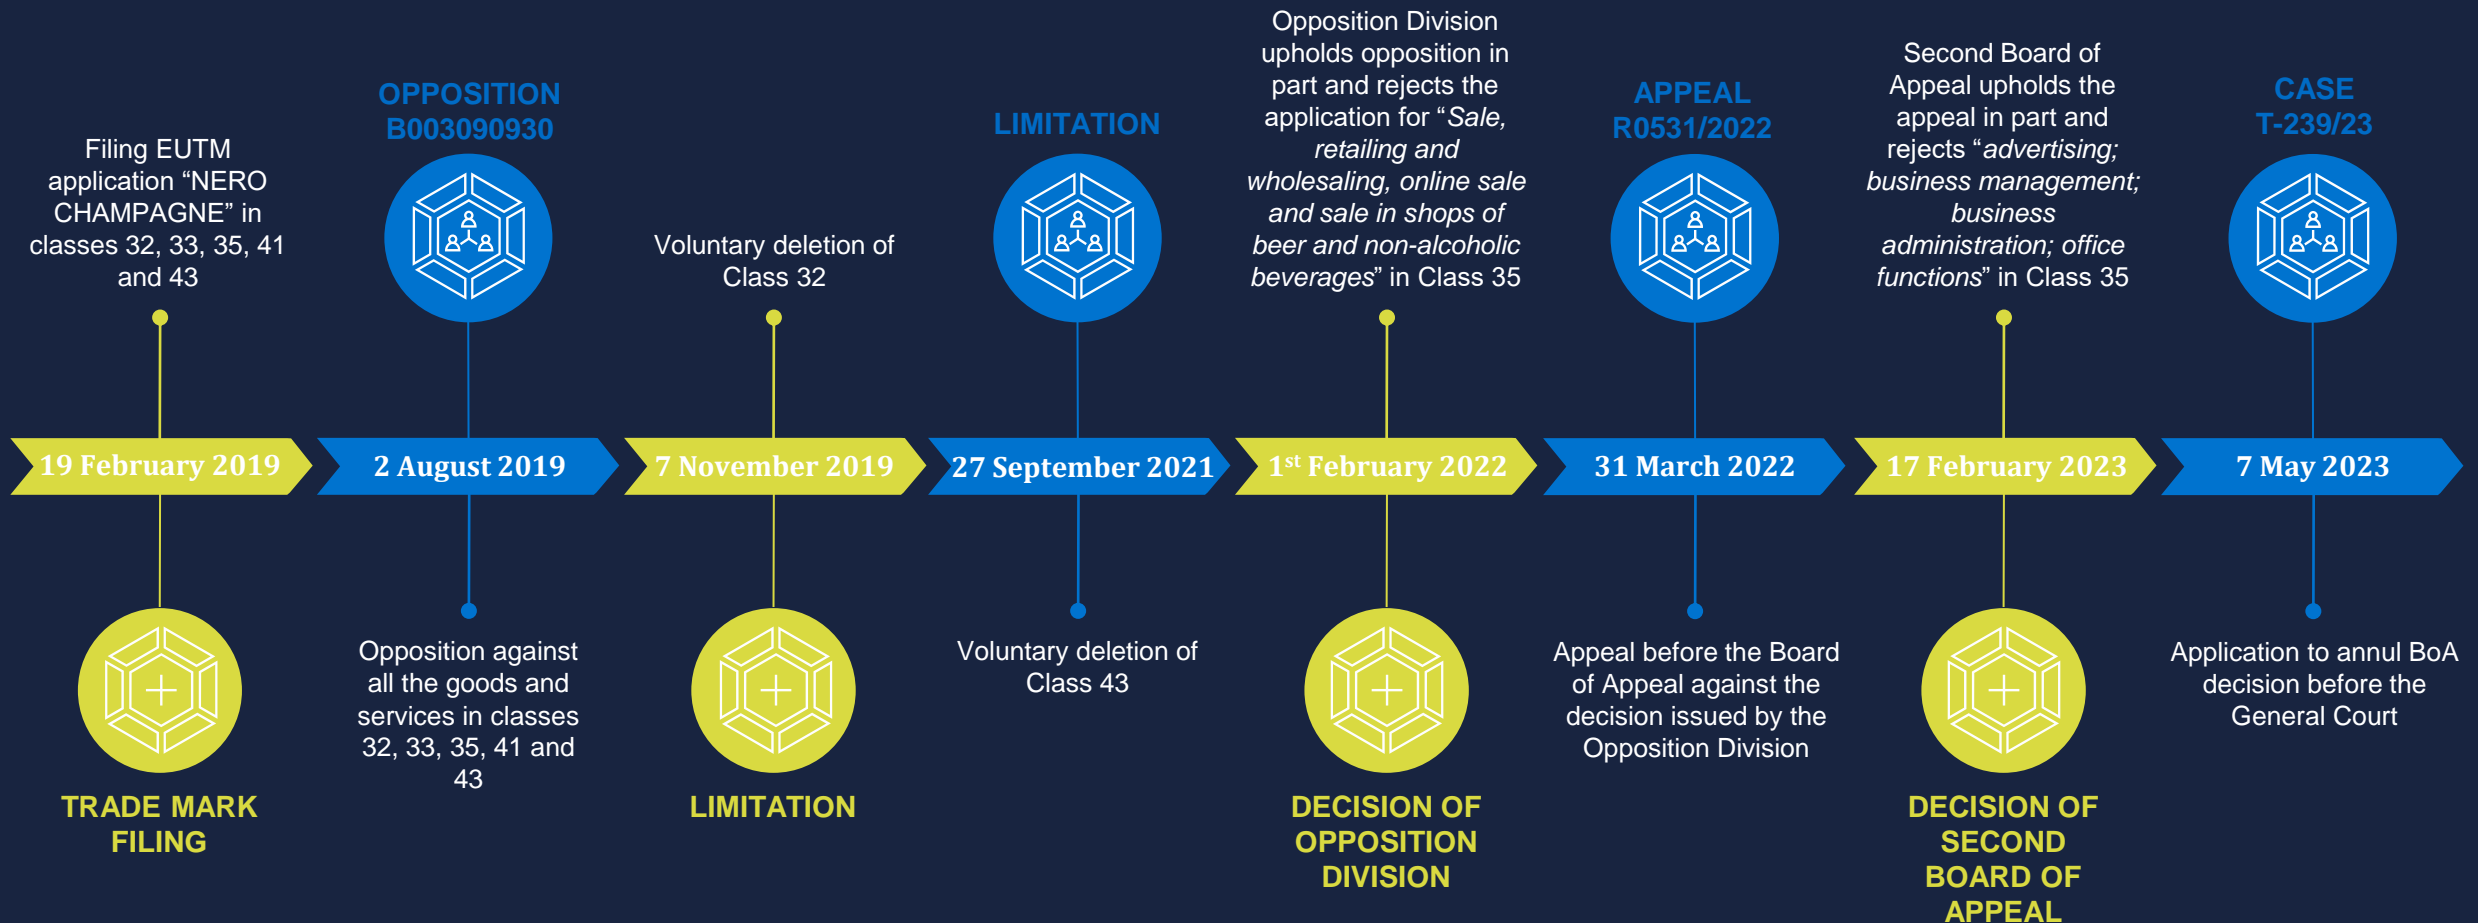 Filing EUTM
application “NERO
CHAMPAGNE” in
classes 32, 33, 35, 41
and 43
19 February 2019
TRADE MARK
FILING
OPPOSITION
B003090930
2 August 2019
Opposition against
all the goods and
services in classes
32, 33, 35, 41 and
43
Voluntary deletion of
Class 32
7 November 2019
LIMITATION
LIMITATION
27 September 2021
Voluntary deletion of
Class 43
Opposition Division
upholds opposition in
part and rejects the
application for “Sale,
retailing and
wholesaling, online sale
and sale in shops of
beer and non-alcoholic
beverages” in Class 35
1st February 2022
DECISION OF
OPPOSITION
DIVISION
APPEAL
R0531/2022
31 March 2022
Appeal before the Board
of Appeal against the
decision issued by the
Opposition Division
Second Board of
Appeal upholds the
appeal in part and
rejects “advertising;
business management;
business
administration; office
functions” in Class 35
17 February 2023
DECISION OF
SECOND
BOARD OF
APPEAL
CASE
T-239/23
7 May 2023
Application to annul BoA
decision before the
General Court